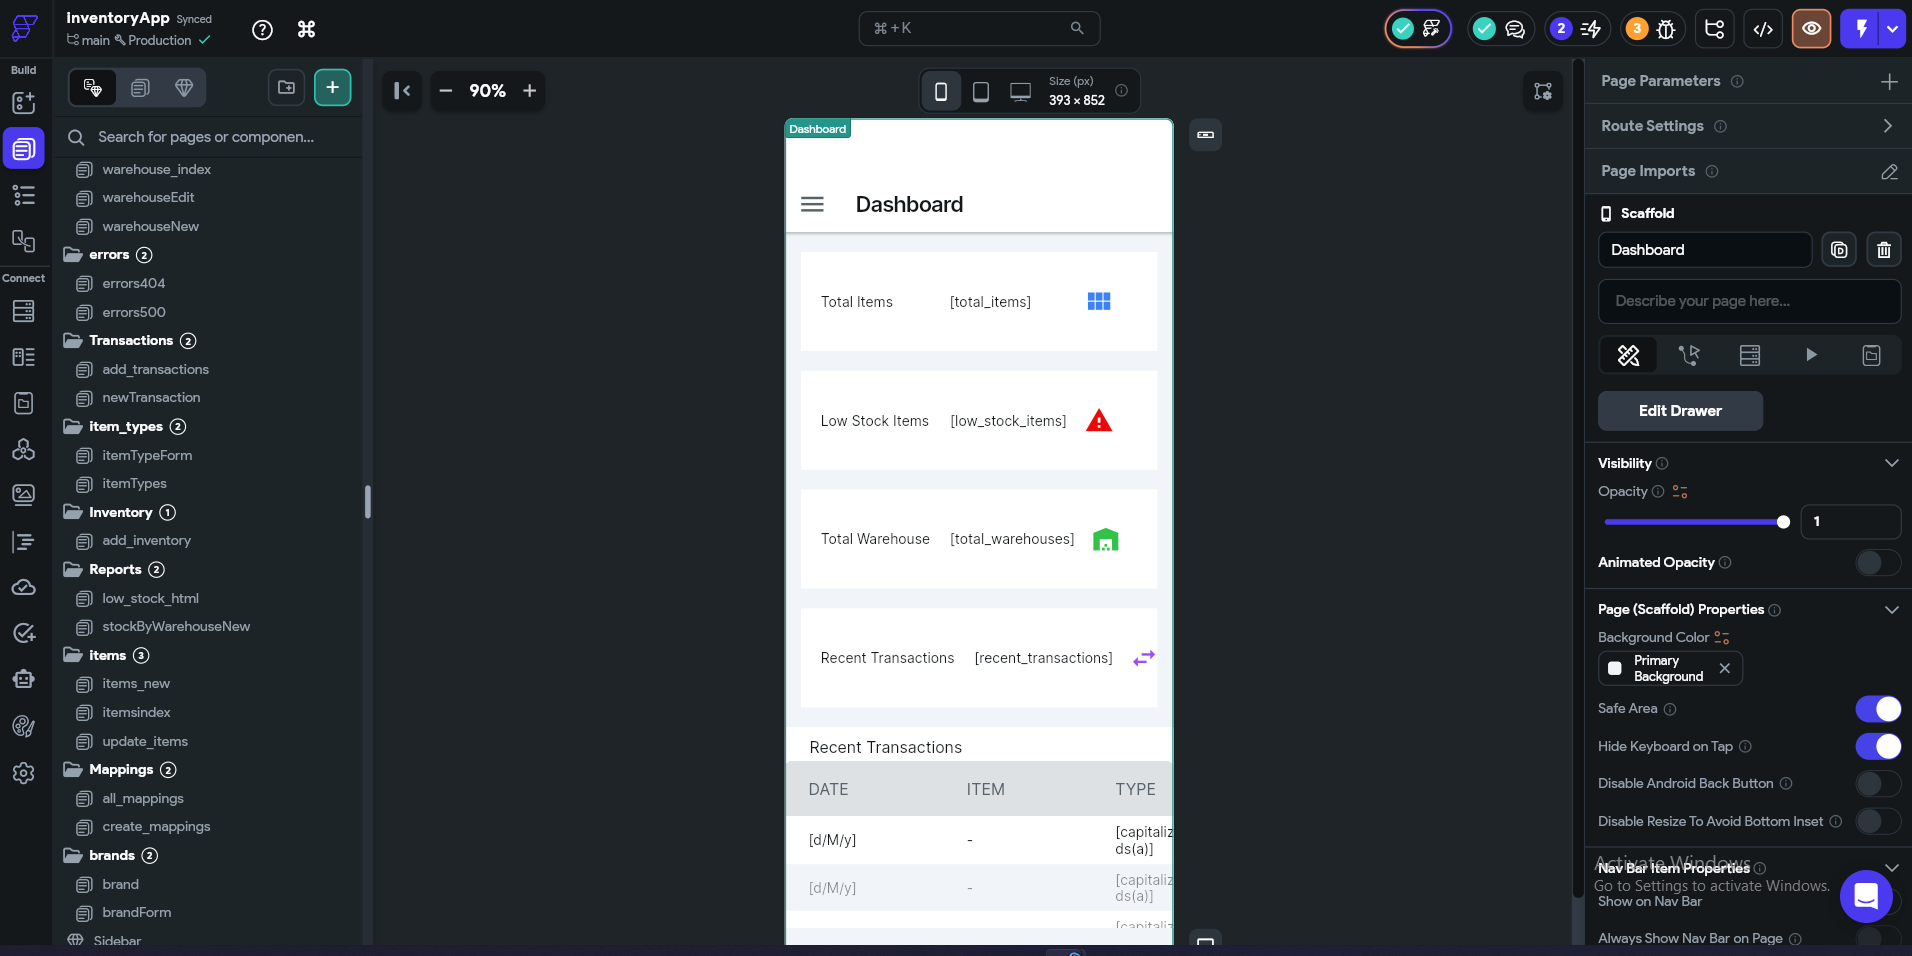 InventoryApp Synced
main Production
⌘ + K
2
3
Build
Connect
Search for pages or componen...
warehouse_index
warehouseEdit
warehouseNew
errors 2
errors404
errors500
Transactions 2
add_transactions
newTransaction
item_types 2
itemTypeForm
itemTypes
Inventory 1
add_inventory
Reports 2
low_stock_html
stockByWarehouseNew
items 3
items_new
itemsindex
update_items
Mappings 2
all_mappings
create_mappings
brands 2
brand
brandForm
Sidebar
90%
Size (px)
393 × 852
Dashboard
Dashboard
Total Items [total_items]
Low Stock Items [low_stock_items]
Total Warehouse [total_warehouses]
Recent Transactions [recent_transactions]
Recent Transactions
DATE ITEM TYPE
[d/M/y] - [capitaliz
ds(a)]
[d/M/y] - [capitaliz
ds(a)]
[capitaliz
Page Parameters
Route Settings
Page Imports
Scaffold
Dashboard
Describe your page here...
Edit Drawer
Visibility
Opacity
1
Animated Opacity
Page (Scaffold) Properties
Background Color
Primary
Background
Safe Area
Hide Keyboard on Tap
Disable Android Back Button
Disable Resize To Avoid Bottom Inset
Activate Windows
Nav Bar Item Properties
Go to Settings to activate Windows.
Show on Nav Bar
Always Show Nav Bar on Page